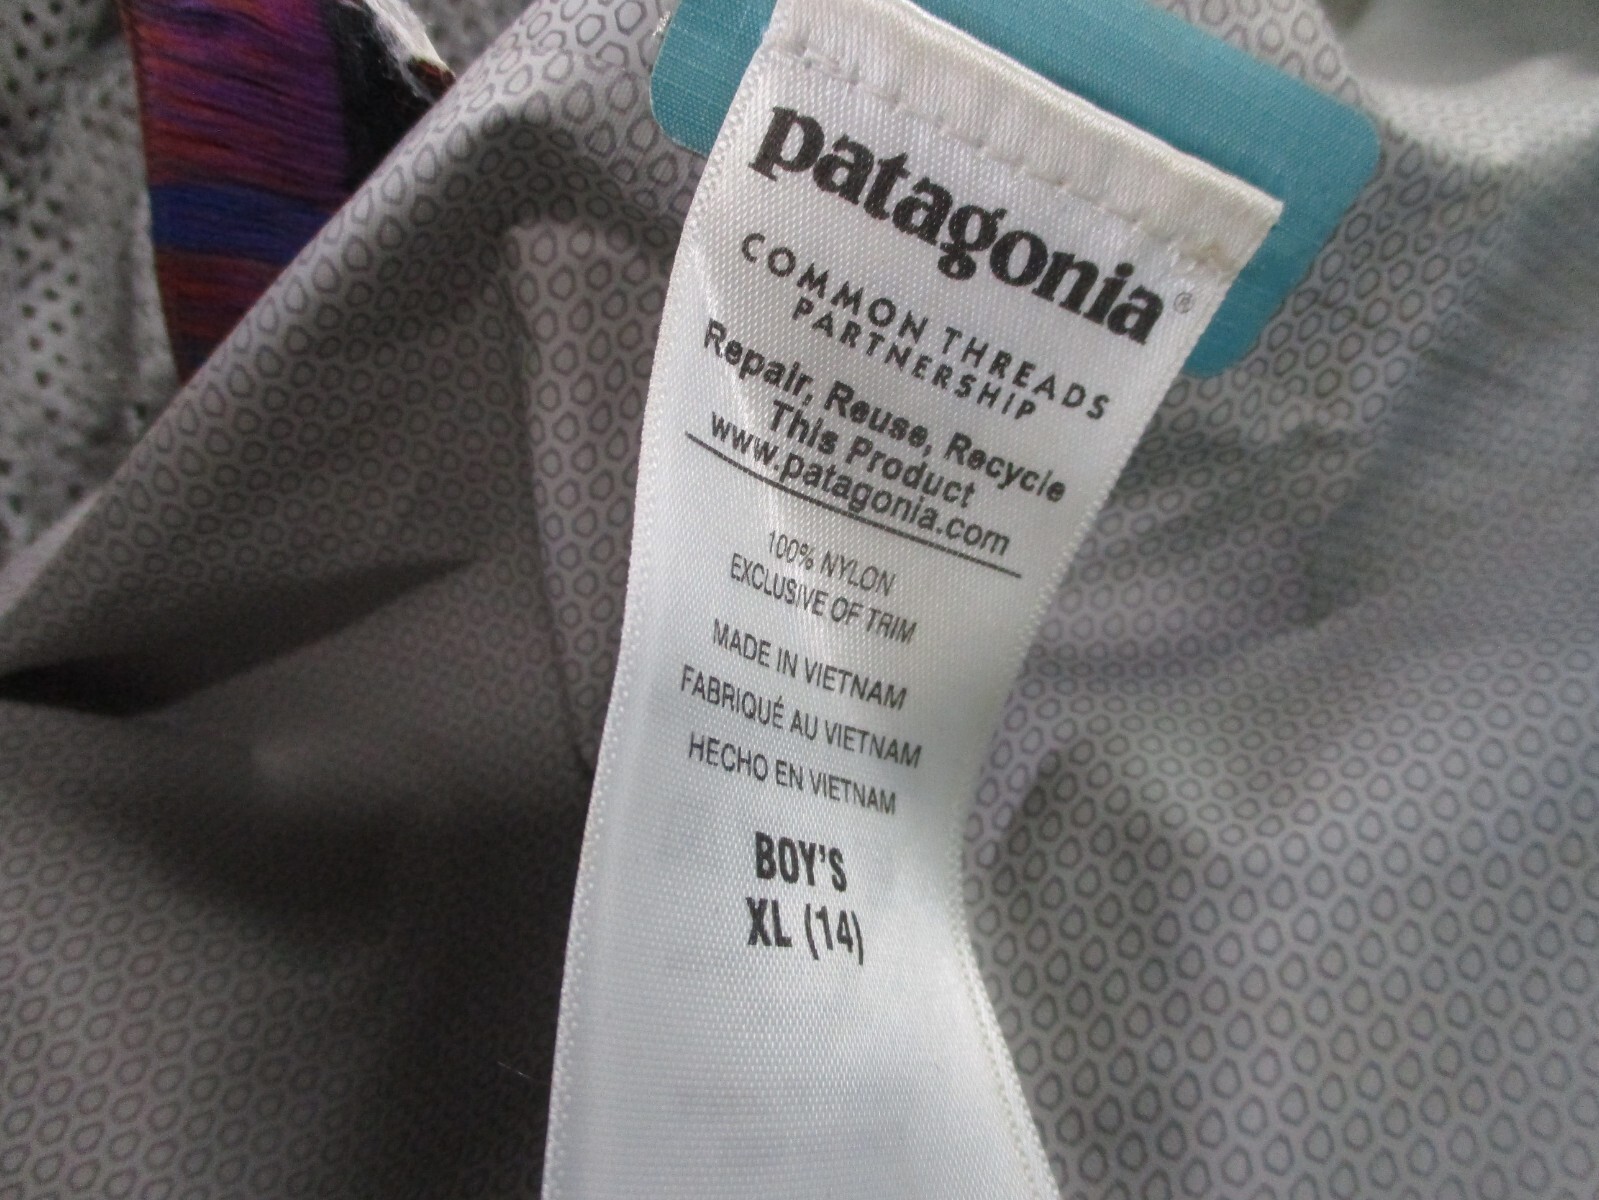 patagonia®
COMMON THREADS
PARTNERSHIP
Repair, Reuse, Recycle
This Product
www.patagonia.com
100% NYLON
EXCLUSIVE OF TRIM
MADE IN VIETNAM
FABRIQUÉ AU VIETNAM
HECHO EN VIETNAM
BOY'S
XL (14)